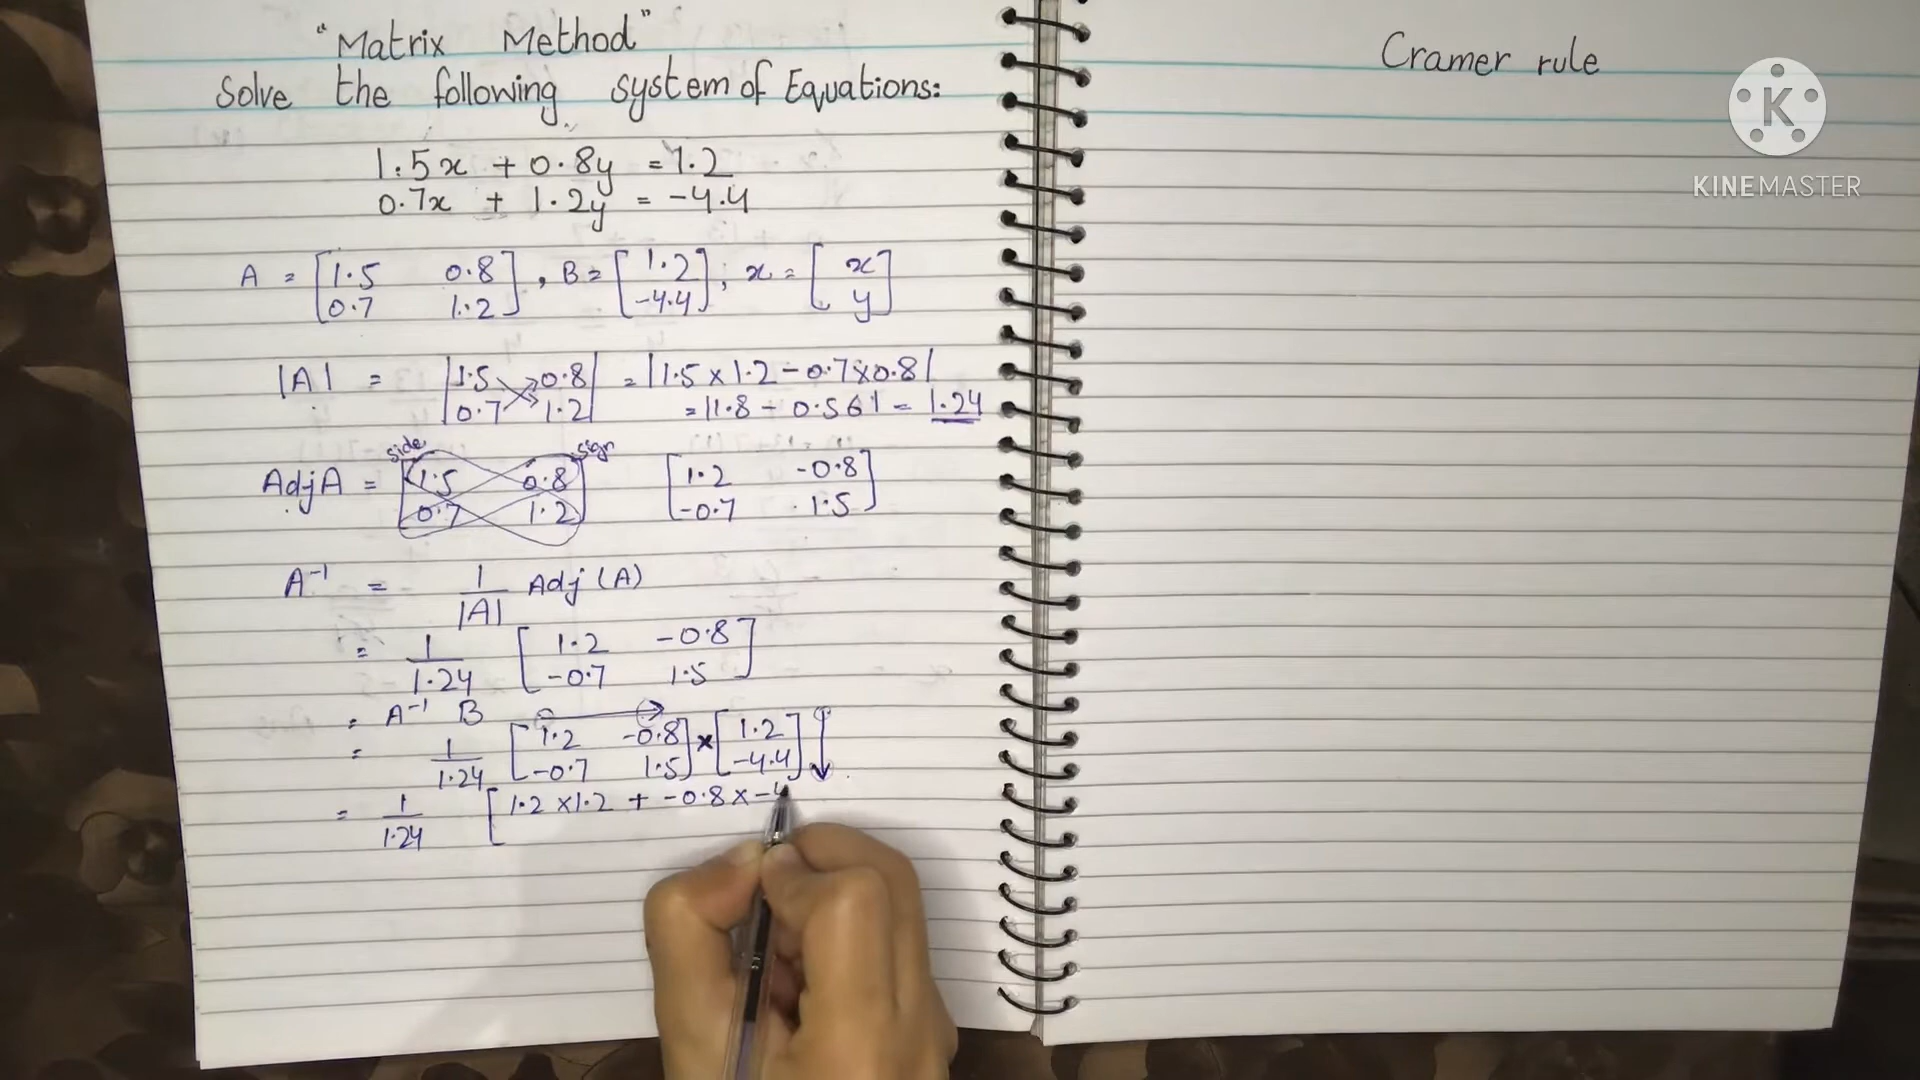 "Matrix Method"
Solve the following system of Equations:
1.5x + 0.8y = 1.2
0.7x + 1.2y = -4.4
A = [1.5 0.8], B = [1.2]; x = [x]
[0.7 1.2] [-4.4] [y]
|A| = |1.5 0.8| = |1.5 x 1.2 - 0.7 x 0.8|
|0.7 1.2| = |1.8 - 0.56| = 1.24
side sign
Adj A = [1.5 0.8] [1.2 -0.8]
[0.7 1.2] [-0.7 1.5]
A⁻¹ = 1/|A| Adj (A)
= 1/1.24 [1.2 -0.8]
[-0.7 1.5]
= A⁻¹ B
= 1/1.24 [1.2 -0.8] x [1.2]
[-0.7 1.5] [-4.4]
= 1/1.24 [1.2 x 1.2 + -0.8 x -4
Cramer rule
K
KINEMASTER